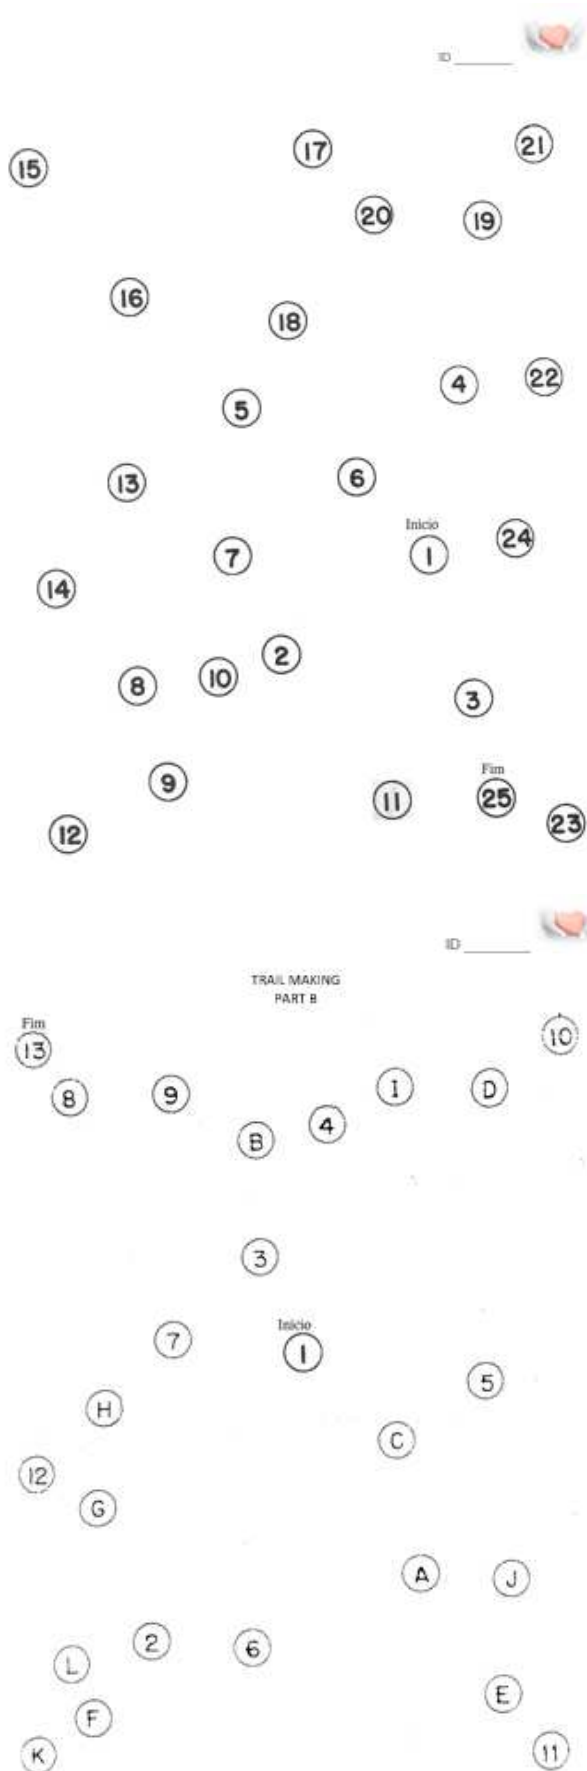 ID ______
17 21
15
20 19
16
18
4 22
5
13 6
Inicio
24
7 1
14
2
8 10 3
Fim
9 11 25
12 23
ID ______
TRAIL MAKING
PART B
Fim
10
13
8 9 I D
B 4
3
Inicio
7 1
5
H C
12
G
A J
2 6
L
E
F
K 11